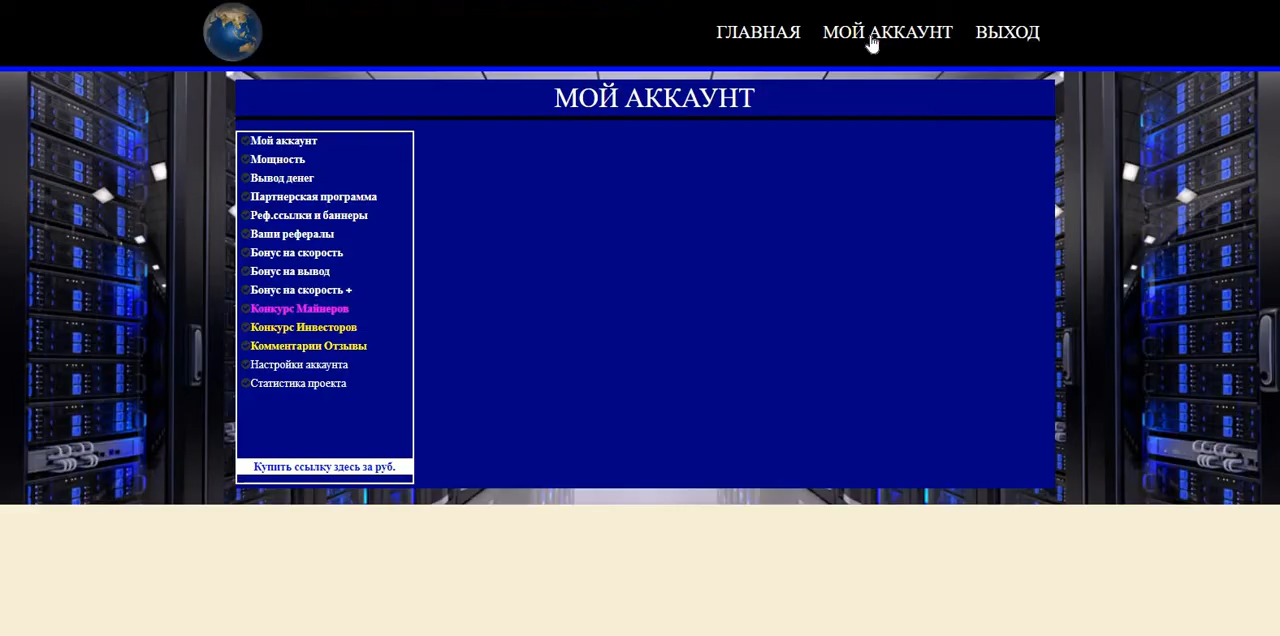 ГЛАВНАЯ МОЙ АККАУНТ ВЫХОД
МОЙ АККАУНТ
Мой аккаунт
Мощность
Вывод денег
Партнерская программа
Реф.ссылки и баннеры
Ваши рефералы
Бонус на скорость
Бонус на вывод
Бонус на скорость +
Конкурс Майнеров
Конкурс Инвесторов
Комментарии Отзывы
Настройки аккаунта
Статистика проекта
Купить ссылку здесь за руб.